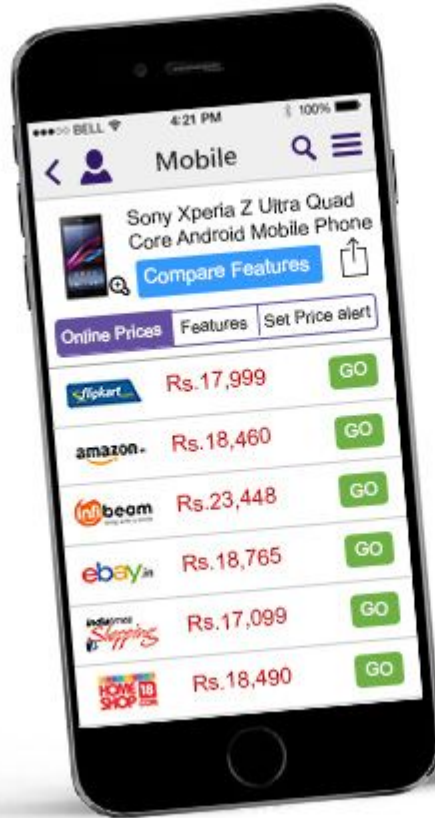 BELL 4:21 PM 100%
Mobile
Sony Xperia Z Ultra Quad
Core Android Mobile Phone
Compare Features
Online Prices Features Set Price alert
flipkart Rs.17,999 GO
amazon Rs.18,460 GO
infibeam Rs.23,448 GO
ebay.in Rs.18,765 GO
indiatimes
Shopping Rs.17,099 GO
HOME
SHOP 18 Rs.18,490 GO